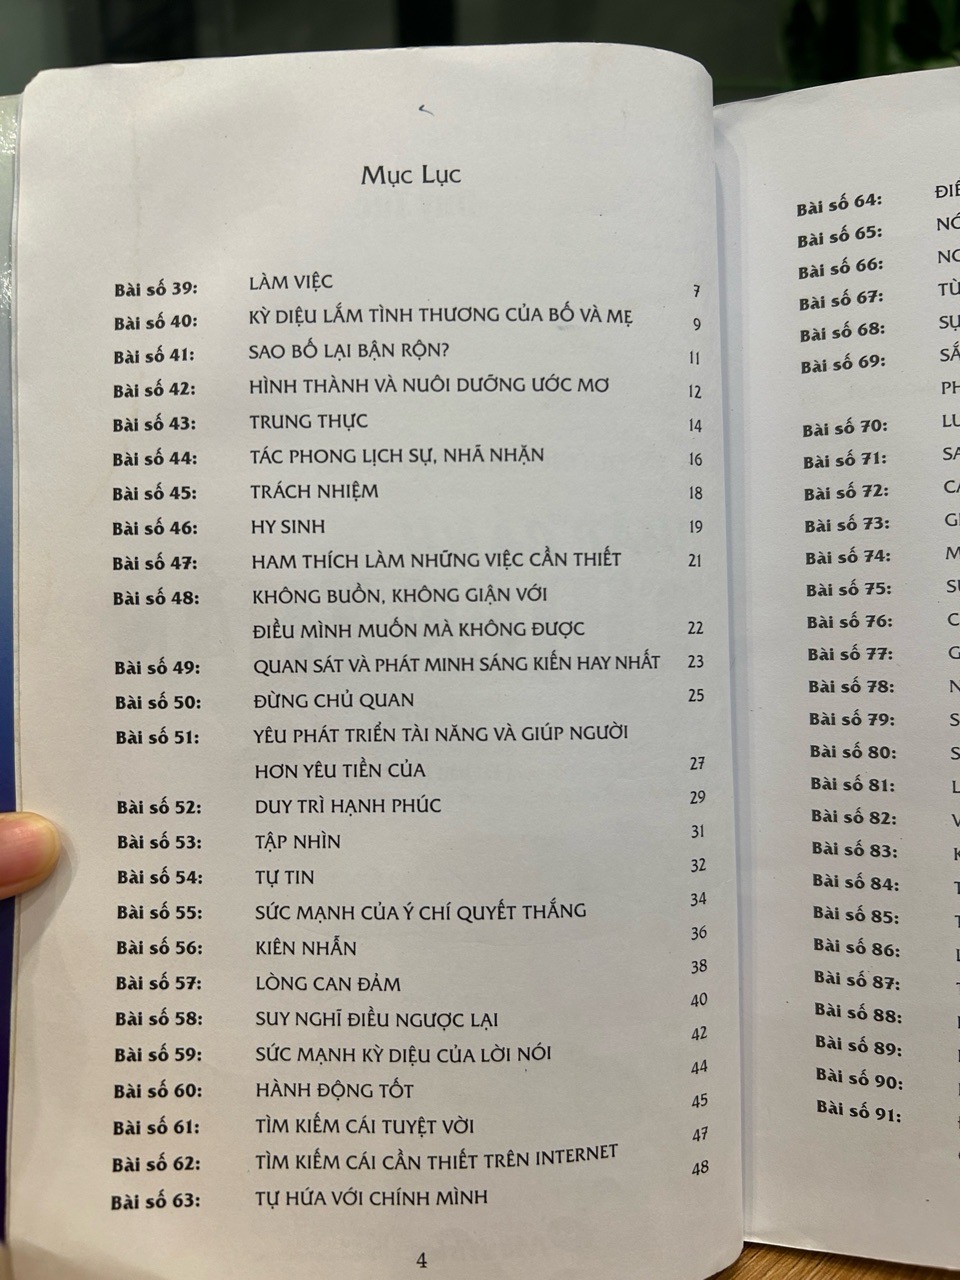 Mục Lục
Bài số 39: LÀM VIỆC 7
Bài số 40: KỲ DIỆU LẮM TÌNH THƯƠNG CỦA BỐ VÀ MẸ 9
Bài số 41: SAO BỐ LẠI BẬN RỘN? 11
Bài số 42: HÌNH THÀNH VÀ NUÔI DƯỠNG ƯỚC MƠ 12
Bài số 43: TRUNG THỰC 14
Bài số 44: TÁC PHONG LỊCH SỰ, NHÃ NHẶN 16
Bài số 45: TRÁCH NHIỆM 18
Bài số 46: HY SINH 19
Bài số 47: HAM THÍCH LÀM NHỮNG VIỆC CẦN THIẾT 21
Bài số 48: KHÔNG BUỒN, KHÔNG GIẬN VỚI
ĐIỀU MÌNH MUỐN MÀ KHÔNG ĐƯỢC 22
Bài số 49: QUAN SÁT VÀ PHÁT MINH SÁNG KIẾN HAY NHẤT 23
Bài số 50: ĐỪNG CHỦ QUAN 25
Bài số 51: YÊU PHÁT TRIỂN TÀI NĂNG VÀ GIÚP NGƯỜI
HƠN YÊU TIỀN CỦA 27
Bài số 52: DUY TRÌ HẠNH PHÚC 29
Bài số 53: TẬP NHÌN 31
Bài số 54: TỰ TIN 32
Bài số 55: SỨC MẠNH CỦA Ý CHÍ QUYẾT THẮNG 34
Bài số 56: KIÊN NHẪN 36
Bài số 57: LÒNG CAN ĐẢM 38
Bài số 58: SUY NGHĨ ĐIỀU NGƯỢC LẠI 40
Bài số 59: SỨC MẠNH KỲ DIỆU CỦA LỜI NÓI 42
Bài số 60: HÀNH ĐỘNG TỐT 44
Bài số 61: TÌM KIẾM CÁI TUYỆT VỜI 45
Bài số 62: TÌM KIẾM CÁI CẦN THIẾT TRÊN INTERNET 47
Bài số 63: TỰ HỨA VỚI CHÍNH MÌNH 48
4
Bài số 64:
Bài số 65:
Bài số 66:
Bài số 67:
Bài số 68:
Bài số 69:
Bài số 70:
Bài số 71:
Bài số 72:
Bài số 73:
Bài số 74:
Bài số 75:
Bài số 76:
Bài số 77:
Bài số 78:
Bài số 79:
Bài số 80:
Bài số 81:
Bài số 82:
Bài số 83:
Bài số 84:
Bài số 85:
Bài số 86:
Bài số 87:
Bài số 88:
Bài số 89:
Bài số 90:
Bài số 91: